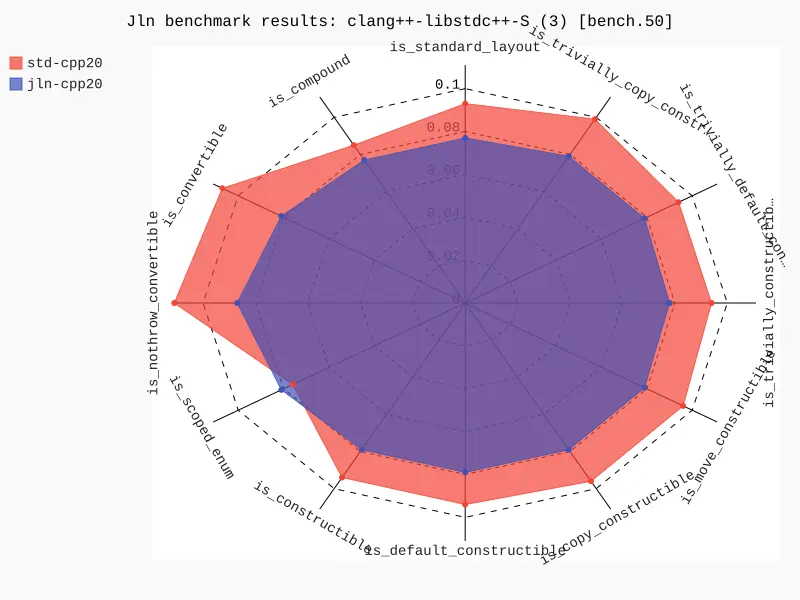 Jln benchmark results: clang++-libstdc++-S (3) [bench.50]
std-cpp20
jln-cpp20
is_standard_layout
is_trivially_copy_constr…
is_trivially_default_con…
is_trivially_constructib…
is_move_constructible
is_copy_constructible
is_default_constructible
is_constructible
is_scoped_enum
is_nothrow_convertible
is_convertible
is_compound
0.1
0.08
0.06
0.04
0.02
0